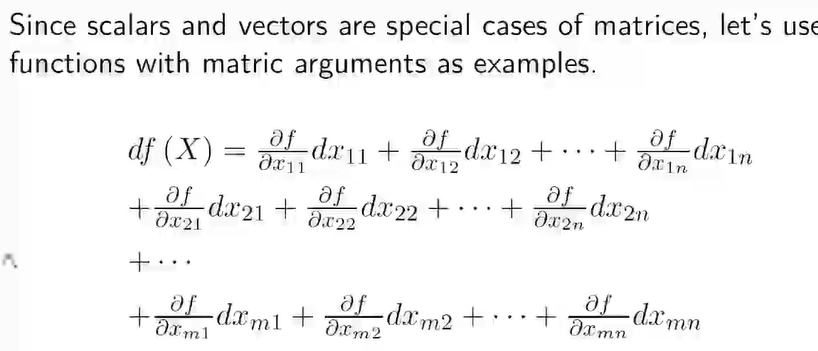 Since scalars and vectors are special cases of matrices, let's use
functions with matric arguments as examples.
df (X) = ∂f/∂x₁₁ dx₁₁ + ∂f/∂x₁₂ dx₁₂ + ··· + ∂f/∂x₁ₙ dx₁ₙ
+ ∂f/∂x₂₁ dx₂₁ + ∂f/∂x₂₂ dx₂₂ + ··· + ∂f/∂x₂ₙ dx₂ₙ
+ ···
+ ∂f/∂xₘ₁ dxₘ₁ + ∂f/∂xₘ₂ dxₘ₂ + ··· + ∂f/∂xₘₙ dxₘₙ